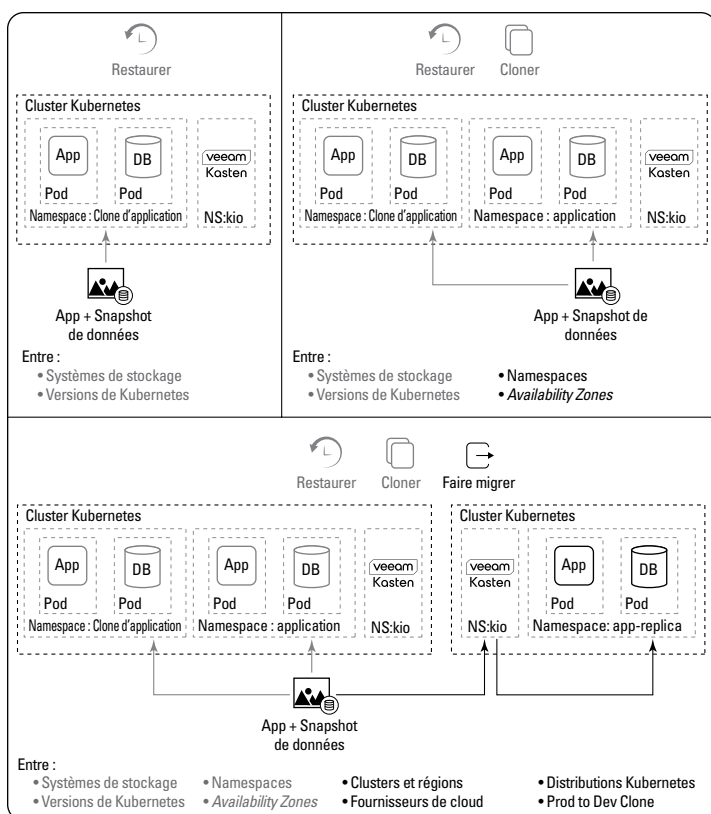 Restaurer
Cluster Kubernetes
App
DB
veeam
Kasten
Pod
Pod
Namespace : Clone d'application
NS:kio
App + Snapshot
de données
Entre :
• Systèmes de stockage
• Versions de Kubernetes
Restaurer
Cloner
Cluster Kubernetes
App
DB
App
DB
veeam
Kasten
Pod
Pod
Pod
Pod
Namespace : Clone d'application
Namespace : application
NS:kio
App + Snapshot de
données
Entre :
• Systèmes de stockage
• Namespaces
• Versions de Kubernetes
• Availability Zones
Restaurer
Cloner
Faire migrer
Cluster Kubernetes
App
DB
App
DB
veeam
Kasten
Pod
Pod
Pod
Pod
Namespace : Clone d'application
Namespace : application
NS:kio
Cluster Kubernetes
veeam
Kasten
App
DB
Pod
Pod
NS:kio
Namespace: app-replica
App + Snapshot
de données
Entre :
• Systèmes de stockage
• Namespaces
• Clusters et régions
• Distributions Kubernetes
• Versions de Kubernetes
• Availability Zones
• Fournisseurs de cloud
• Prod to Dev Clone